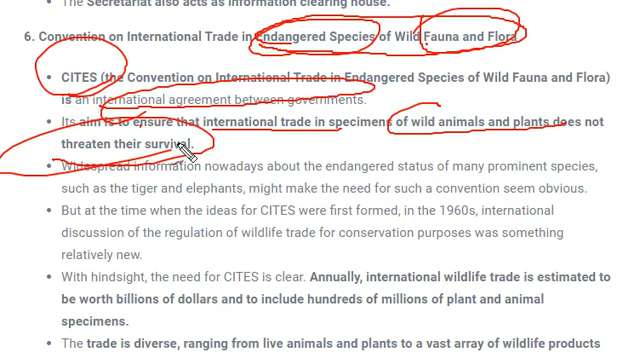 The Secretariat also acts as information clearing house.
6. Convention on International Trade in Endangered Species of Wild Fauna and Flora
CITES (the Convention on International Trade in Endangered Species of Wild Fauna and Flora)
is an international agreement between governments.
Its aim is to ensure that international trade in specimens of wild animals and plants does not
threaten their survival.
Widespread information nowadays about the endangered status of many prominent species,
such as the tiger and elephants, might make the need for such a convention seem obvious.
But at the time when the ideas for CITES were first formed, in the 1960s, international
discussion of the regulation of wildlife trade for conservation purposes was something
relatively new.
With hindsight, the need for CITES is clear. Annually, international wildlife trade is estimated to
be worth billions of dollars and to include hundreds of millions of plant and animal
specimens.
The trade is diverse, ranging from live animals and plants to a vast array of wildlife products